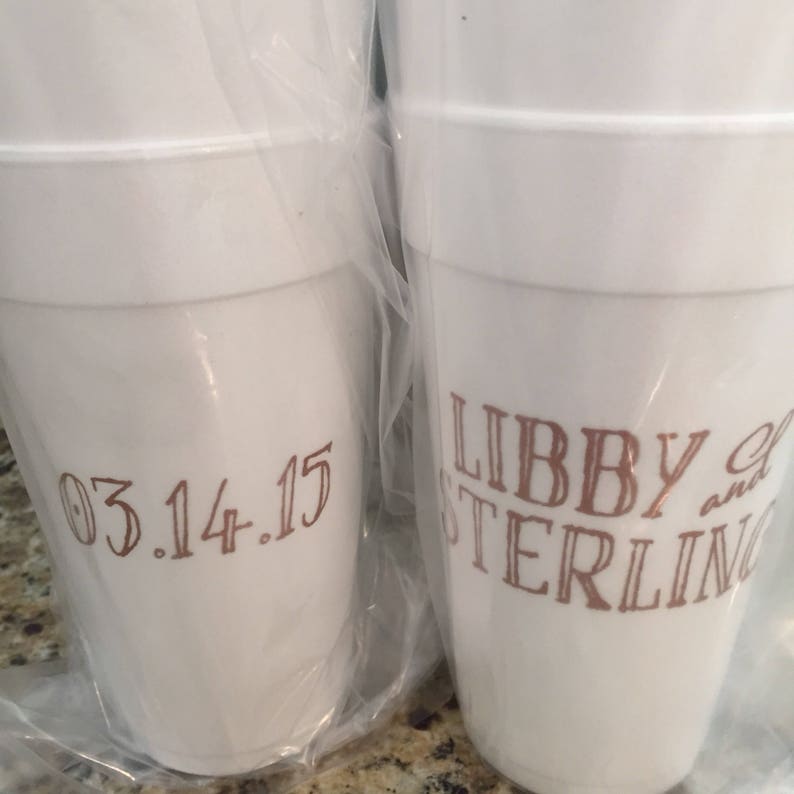 03.14.15
LIBBY and
STERLING